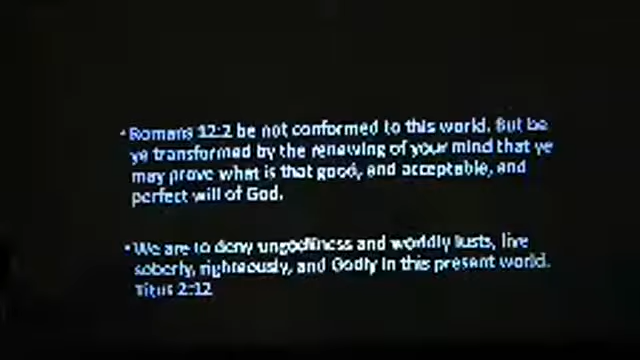 • Romans 12:2 be not conformed to this world. But be
ye transformed by the renewing of your mind that ye
may prove what is that good, and acceptable, and
perfect will of God.
• We are to deny ungodliness and worldly lusts, live
soberly, righteously, and Godly in this present world.
Titus 2:12